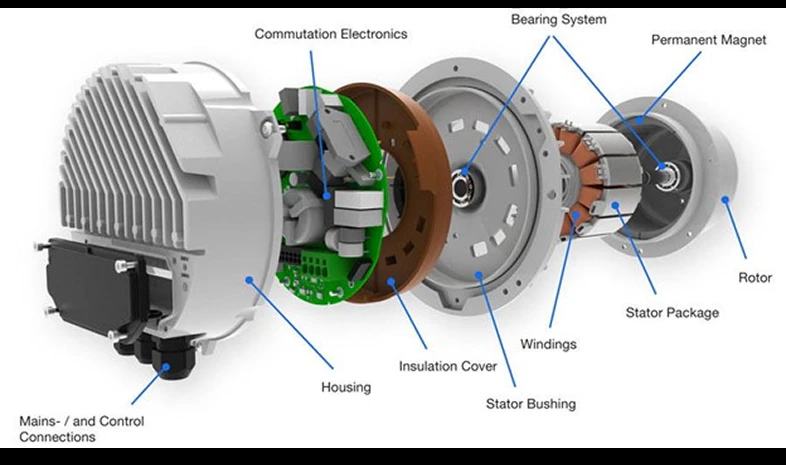 Bearing System
Commutation Electronics
Permanent Magnet
Rotor
Stator Package
Windings
Insulation Cover
Housing
Stator Bushing
Mains- / and Control
Connections